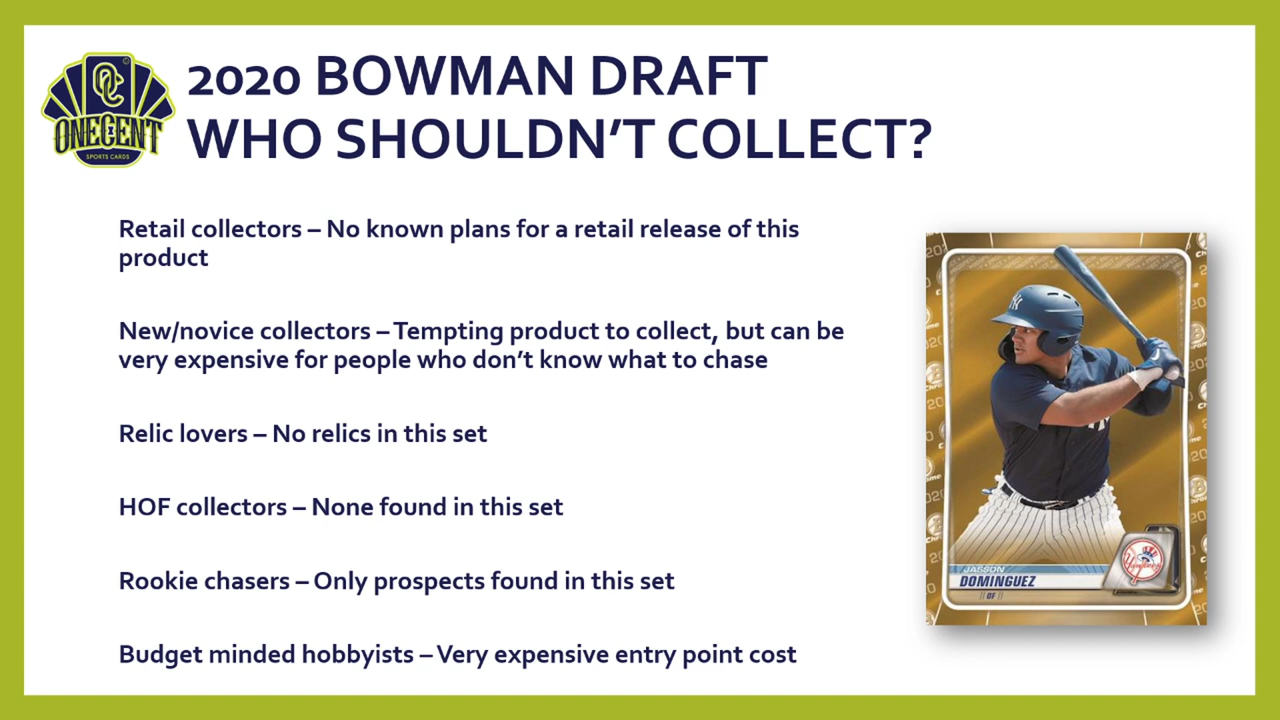 2020 BOWMAN DRAFT
WHO SHOULDN'T COLLECT?
OC
ONECENT
SPORTS CARDS
Retail collectors – No known plans for a retail release of this
product
New/novice collectors – Tempting product to collect, but can be
very expensive for people who don't know what to chase
Relic lovers – No relics in this set
HOF collectors – None found in this set
Rookie chasers – Only prospects found in this set
Budget minded hobbyists – Very expensive entry point cost
JASSON
DOMINGUEZ
OF
Yankees